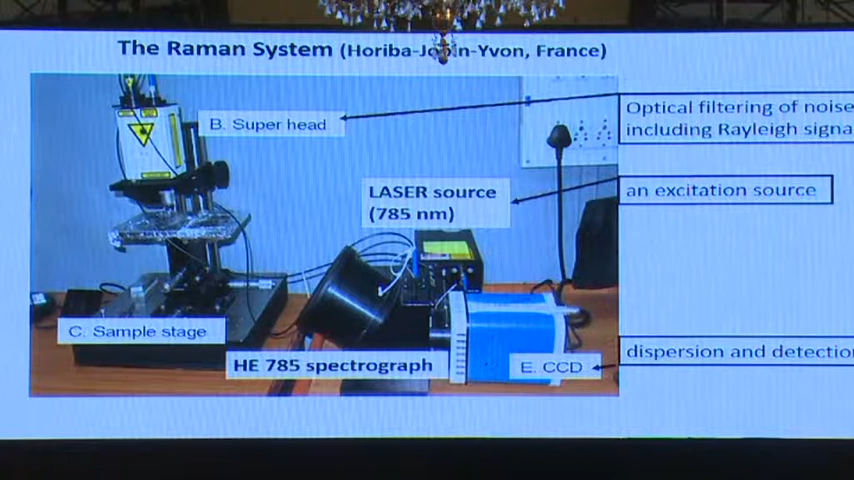 The Raman System (Horiba-Jobin-Yvon, France)
B. Super head
Optical filtering of noise
including Rayleigh signa
LASER source
(785 nm)
an excitation source
C. Sample stage
HE 785 spectrograph
E. CCD
dispersion and detection